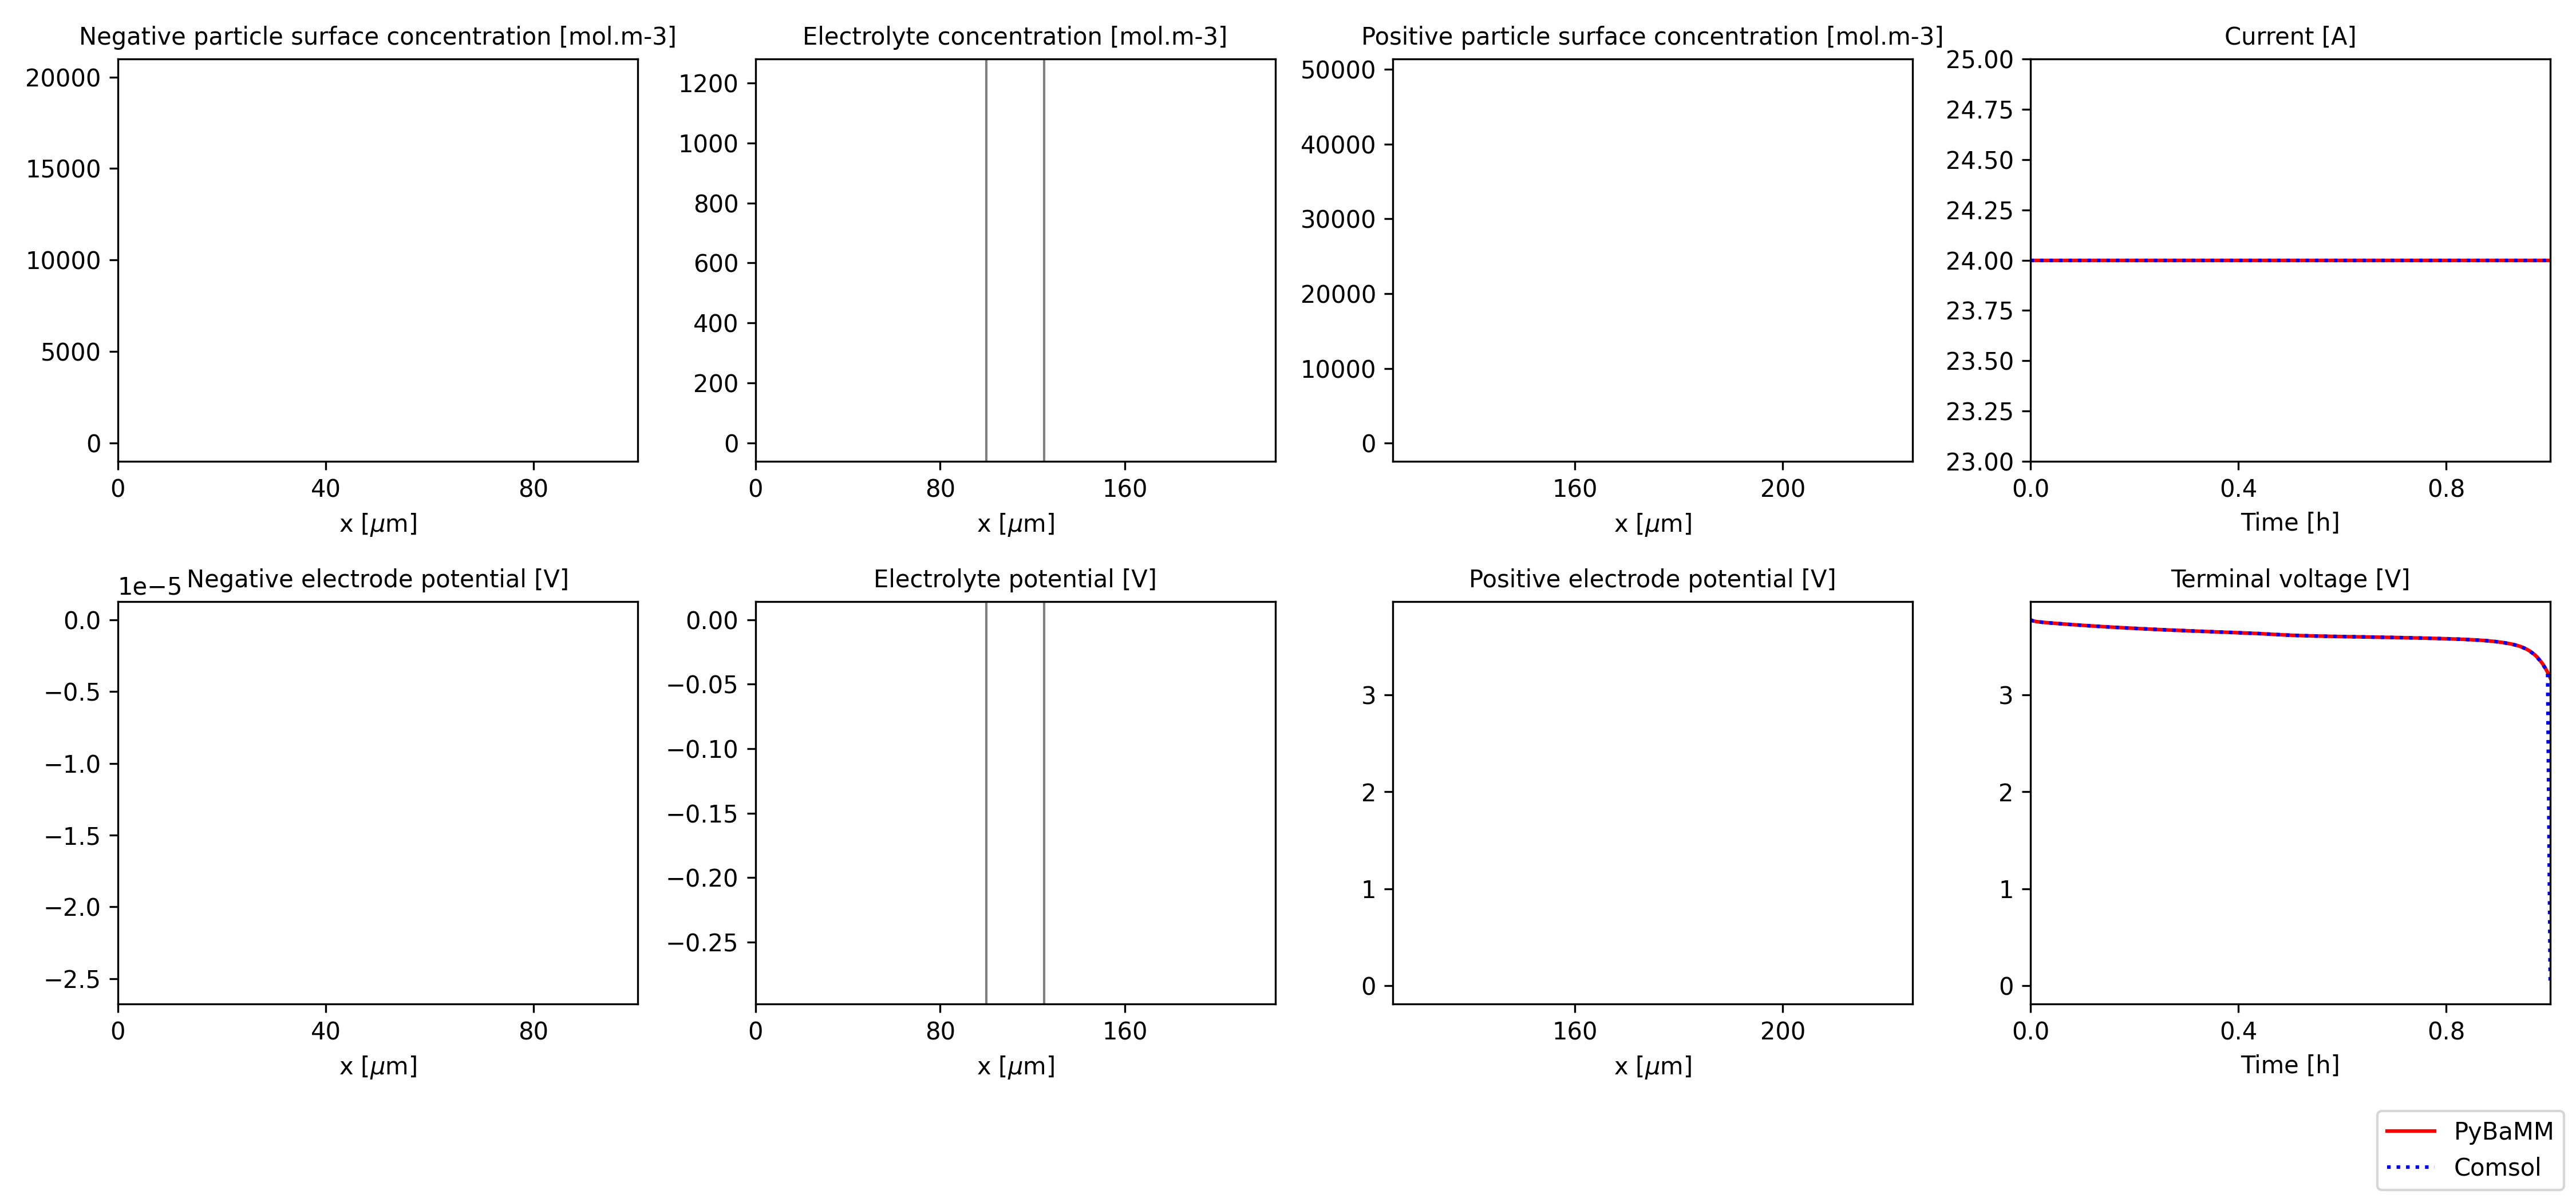 Negative particle surface concentration [mol.m-3]
20000
15000
10000
5000
0
0 40 80
x [μm]
Electrolyte concentration [mol.m-3]
1200
1000
800
600
400
200
0
0 80 160
x [μm]
Positive particle surface concentration [mol.m-3]
50000
40000
30000
20000
10000
0
160 200
x [μm]
Current [A]
25.00
24.75
24.50
24.25
24.00
23.75
23.50
23.25
23.00
0.0 0.4 0.8
Time [h]
1e−5
Negative electrode potential [V]
0.0
−0.5
−1.0
−1.5
−2.0
−2.5
0 40 80
x [μm]
Electrolyte potential [V]
0.00
−0.05
−0.10
−0.15
−0.20
−0.25
0 80 160
x [μm]
Positive electrode potential [V]
3
2
1
0
160 200
x [μm]
Terminal voltage [V]
3
2
1
0
0.0 0.4 0.8
Time [h]
PyBaMM
Comsol